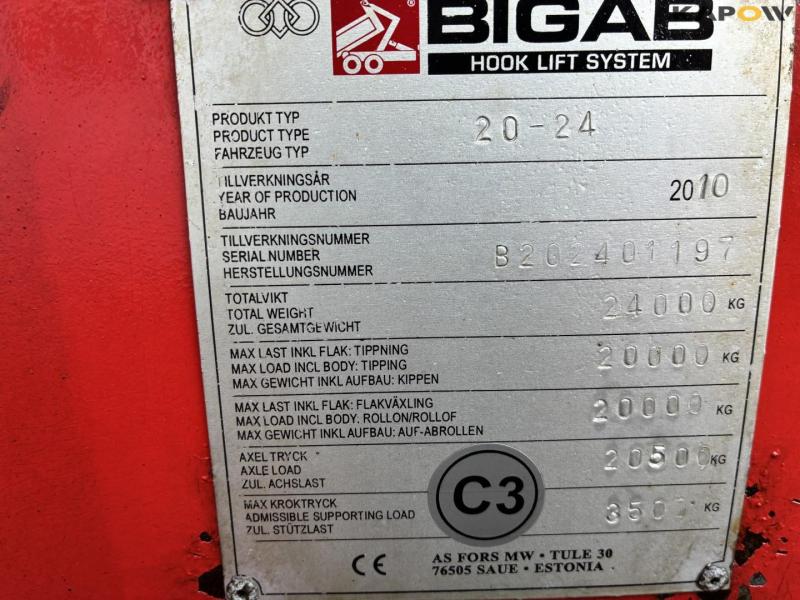 KAPOW
BIGAB
®
HOOK LIFT SYSTEM
PRODUKT TYP
PRODUCT TYPE
FAHRZEUG TYP
20-24
TILLVERKNINGSÅR
YEAR OF PRODUCTION
BAUJAHR
2010
TILLVERKNINGSNUMMER
SERIAL NUMBER
HERSTELLUNGSNUMMER
B202401197
TOTALVIKT
TOTAL WEIGHT
ZUL. GESAMTGEWICHT
24000 KG
MAX LAST INKL FLAK: TIPPNING
MAX LOAD INCL BODY: TIPPING
MAX GEWICHT INKL AUFBAU: KIPPEN
20000 KG
MAX LAST INKL. FLAK: FLAKVÄXLING
MAX LOAD INCL BODY: ROLLON/ROLLOF
MAX GEWICHT INKL AUFBAU: AUF-ABROLLEN
20000 KG
AXEL TRYCK
AXLE LOAD
ZUL. ACHSLAST
20500 KG
MAX KROKTRYCK
ADMISSIBLE SUPPORTING LOAD
ZUL. STÜTZLAST
3500 KG
C3
CE
AS FORS MW · TULE 30
76505 SAUE · ESTONIA